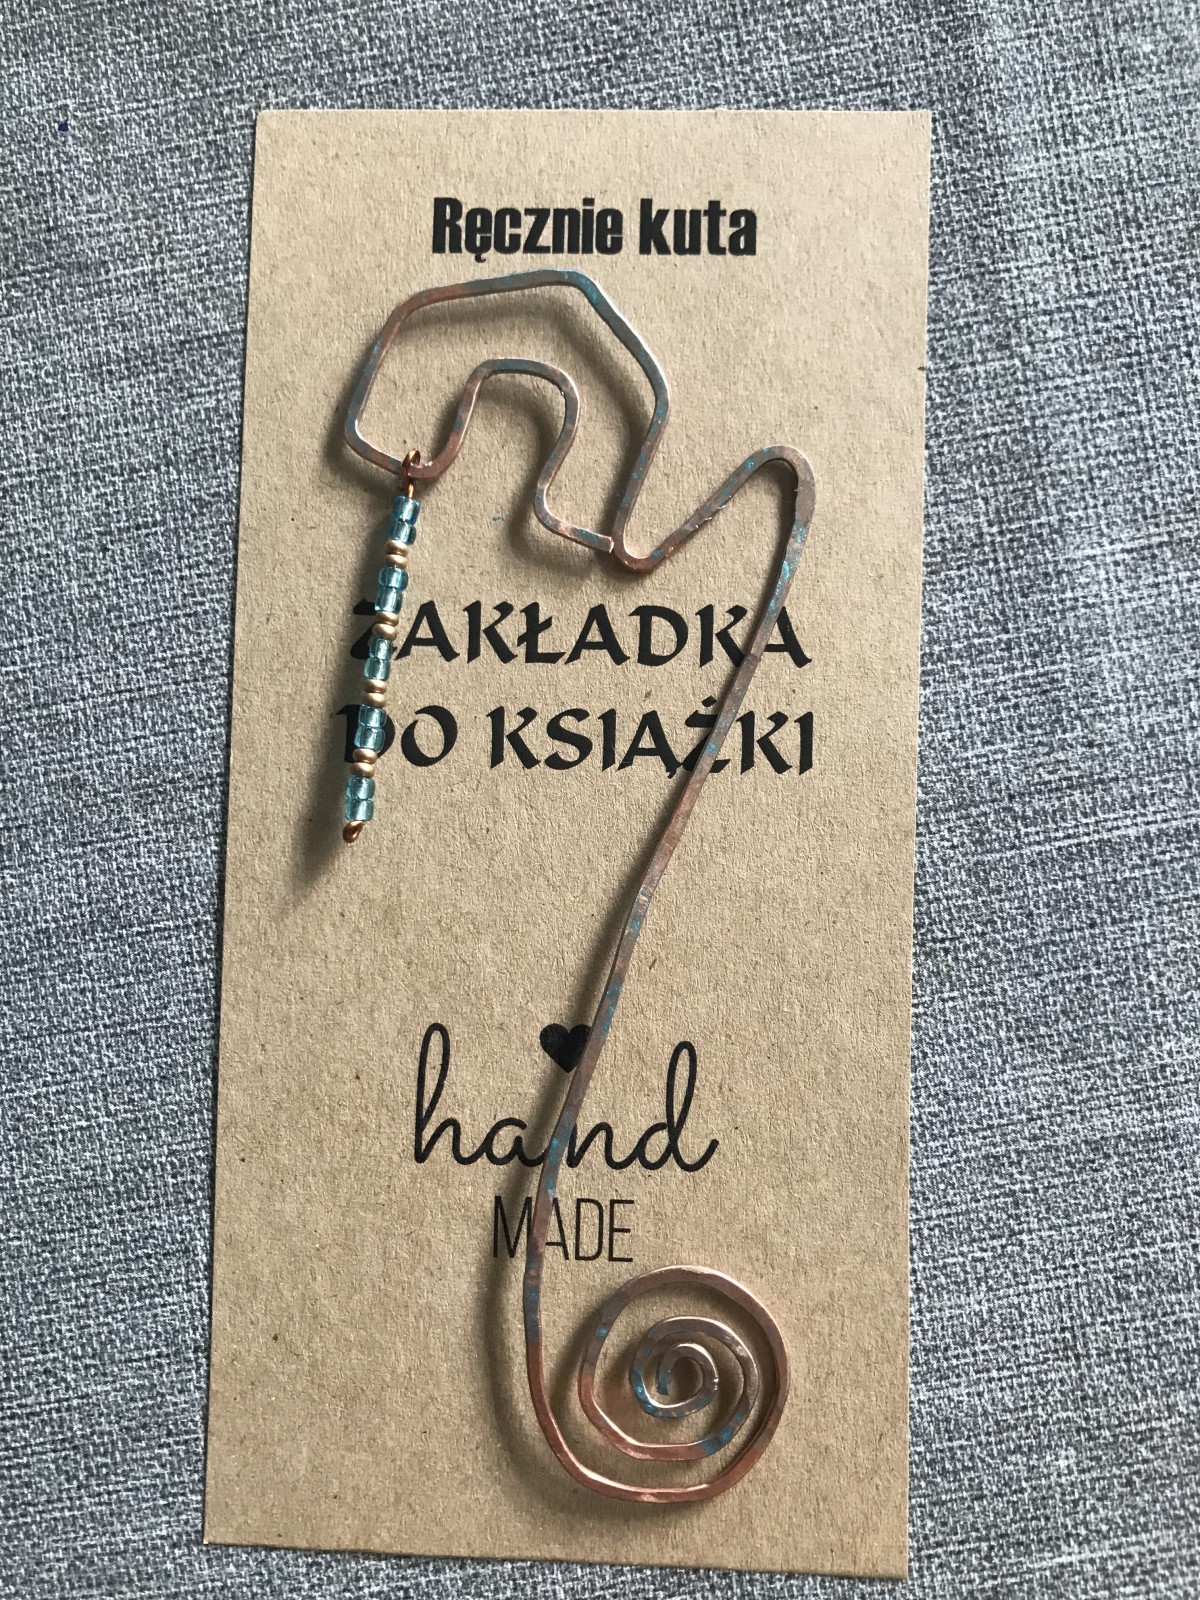 Ręcznie kuta
ZAKŁADKA
DO KSIĄŻKI
hand
MADE